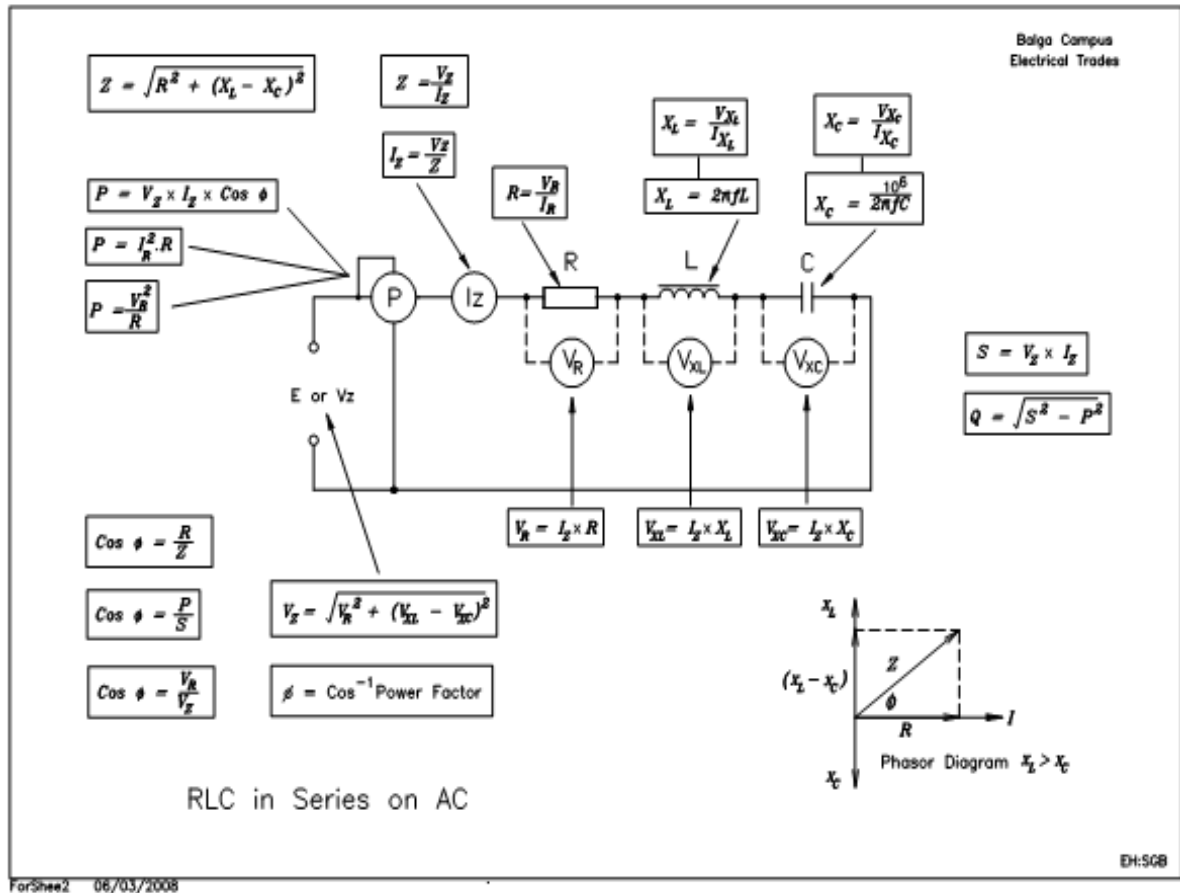 Balga Campus
Electrical Trades
Z = √R² + (X_L − X_C)²
Z = V_Z / I_Z
I_Z = V_Z / Z
X_L = V_XL / I_XL
X_C = V_XC / I_XC
R = V_R / I_R
X_L = 2πfL
X_C = 10⁶ / 2πfC
P = V_Z × I_Z × Cos ϕ
P = I_R².R
P = V_R² / R
R
L
C
P
Iz
V_R
V_XL
V_XC
E or Vz
S = V_Z × I_Z
Q = √S² − P²
V_R = I_Z × R
V_XL = I_Z × X_L
V_XC = I_Z × X_C
Cos ϕ = R / Z
Cos ϕ = P / S
Cos ϕ = V_R / V_Z
V_Z = √V_R² + (V_XL − V_XC)²
ϕ = Cos⁻¹ Power Factor
X_L
(X_L − X_C)
Z
ϕ
R
I
X_C
Phasor Diagram X_L > X_C
RLC in Series on AC
EH:SGB
ForShee2 06/03/2008